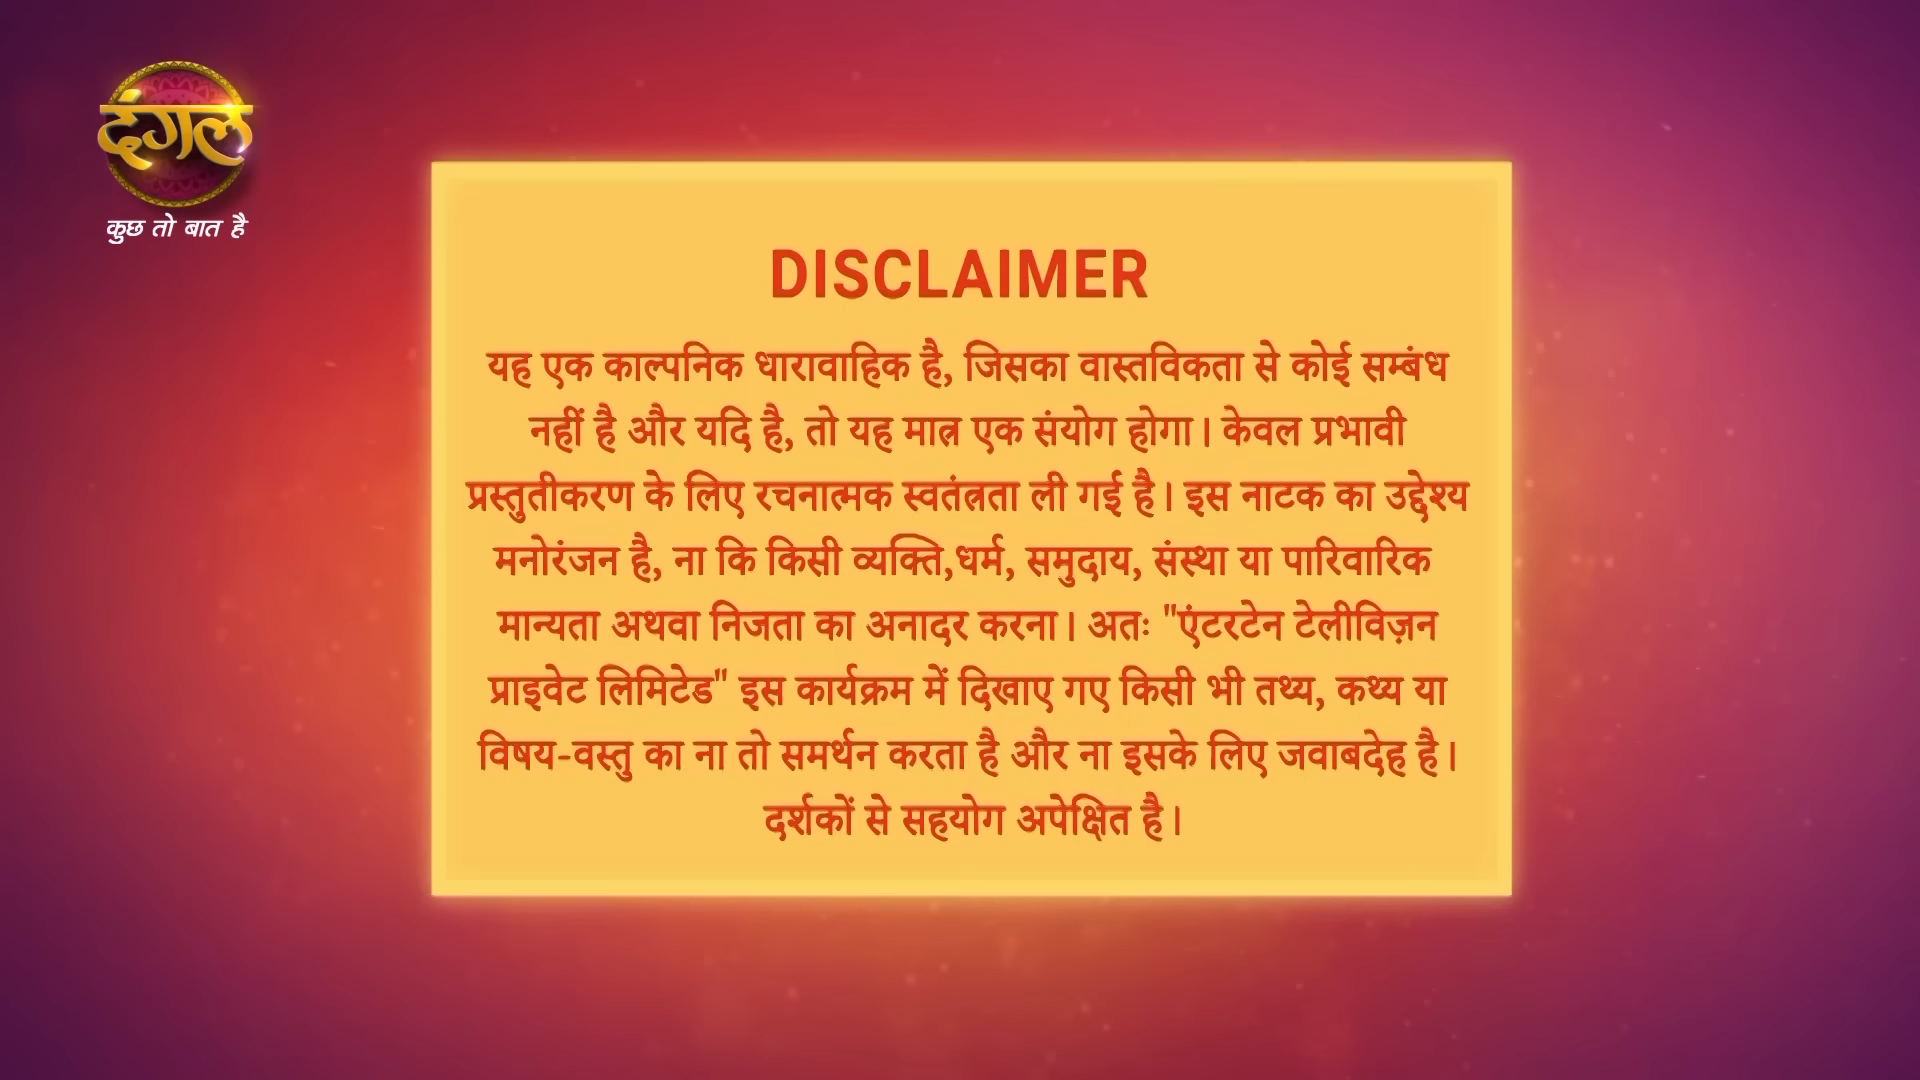 दंगल
कुछ तो बात है
DISCLAIMER
यह एक काल्पनिक धारावाहिक है, जिसका वास्तविकता से कोई सम्बंध
नहीं है और यदि है, तो यह मात्र एक संयोग होगा। केवल प्रभावी
प्रस्तुतीकरण के लिए रचनात्मक स्वतंत्रता ली गई है। इस नाटक का उद्देश्य
मनोरंजन है, ना कि किसी व्यक्ति,धर्म, समुदाय, संस्था या पारिवारिक
मान्यता अथवा निजता का अनादर करना। अतः "एंटरटेन टेलीविज़न
प्राइवेट लिमिटेड" इस कार्यक्रम में दिखाए गए किसी भी तथ्य, कथ्य या
विषय-वस्तु का ना तो समर्थन करता है और ना इसके लिए जवाबदेह है।
दर्शकों से सहयोग अपेक्षित है।